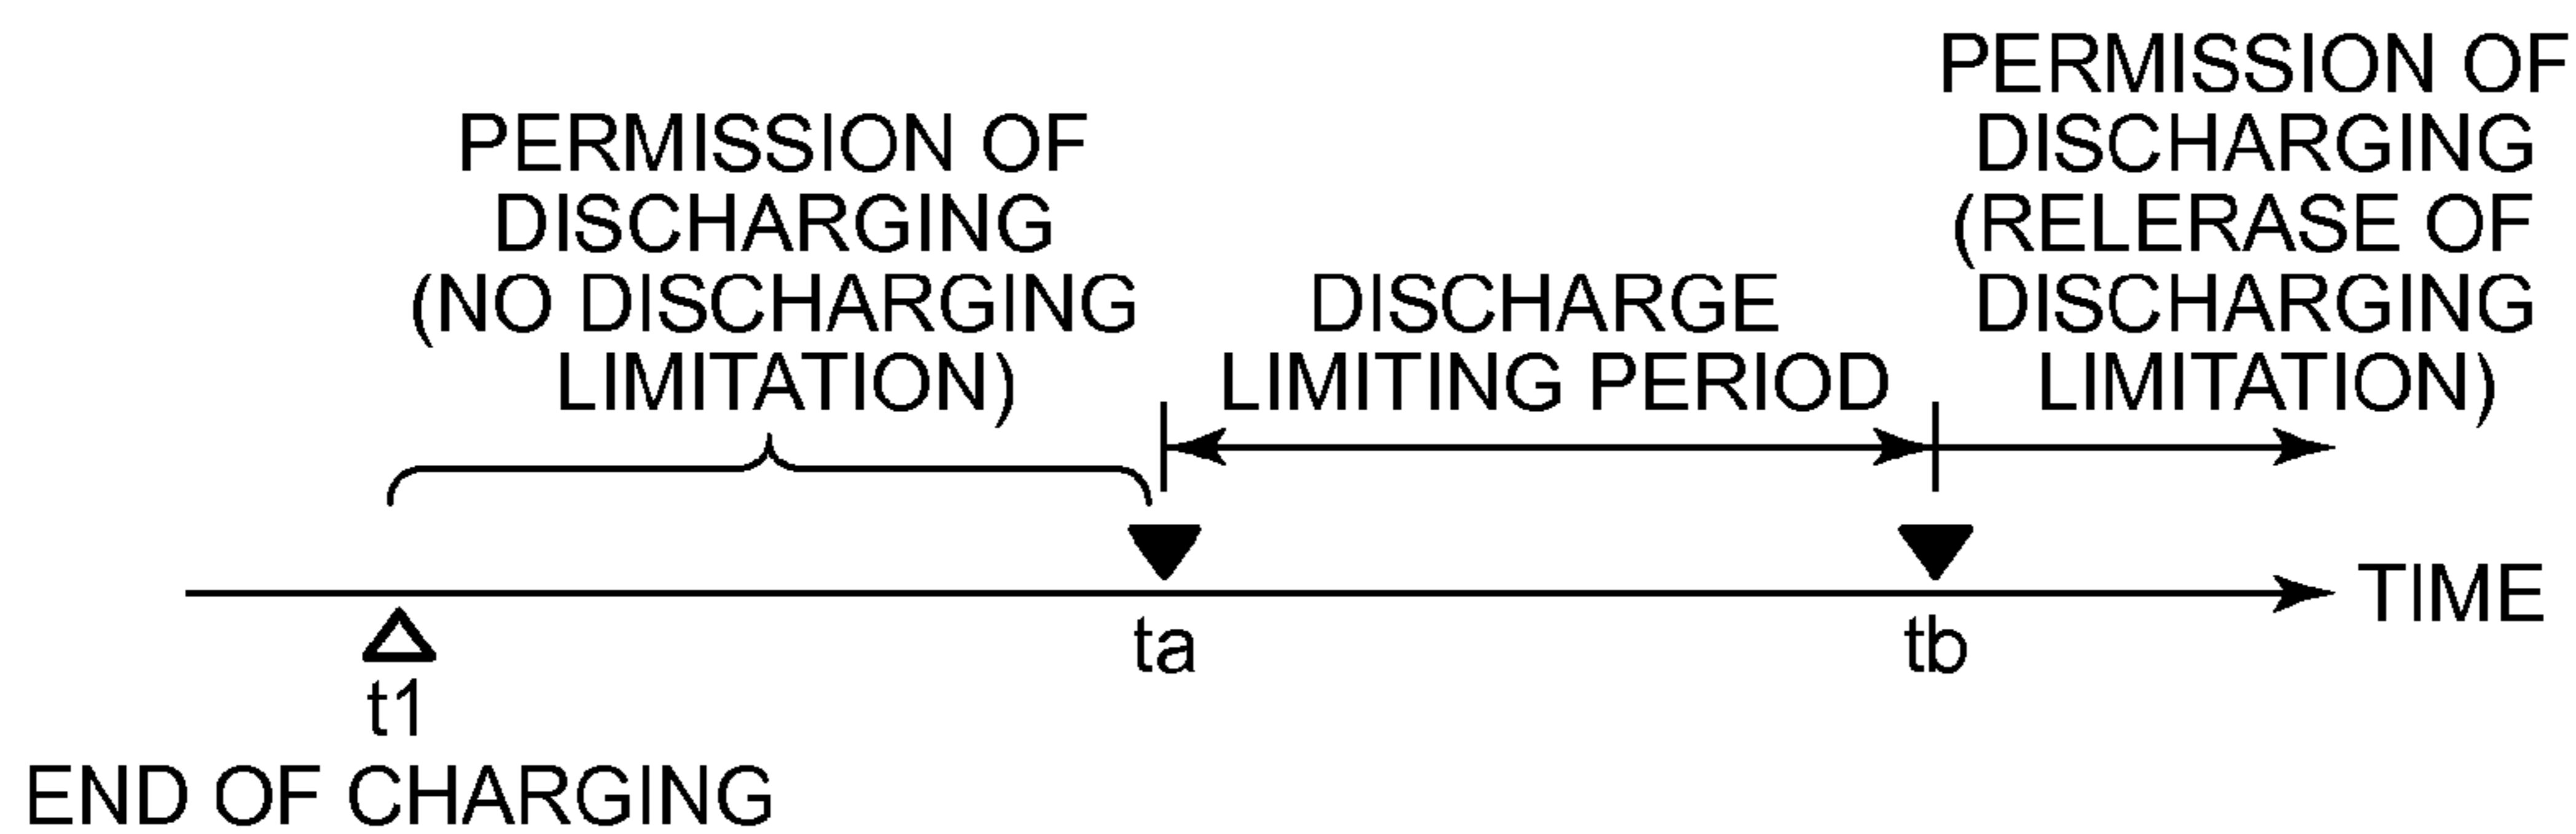 PERMISSION OF
DISCHARGING
(NO DISCHARGING
LIMITATION)
DISCHARGE
LIMITING PERIOD
PERMISSION OF
DISCHARGING
(RELERASE OF
DISCHARGING
LIMITATION)
TIME
t1
ta
tb
END OF CHARGING